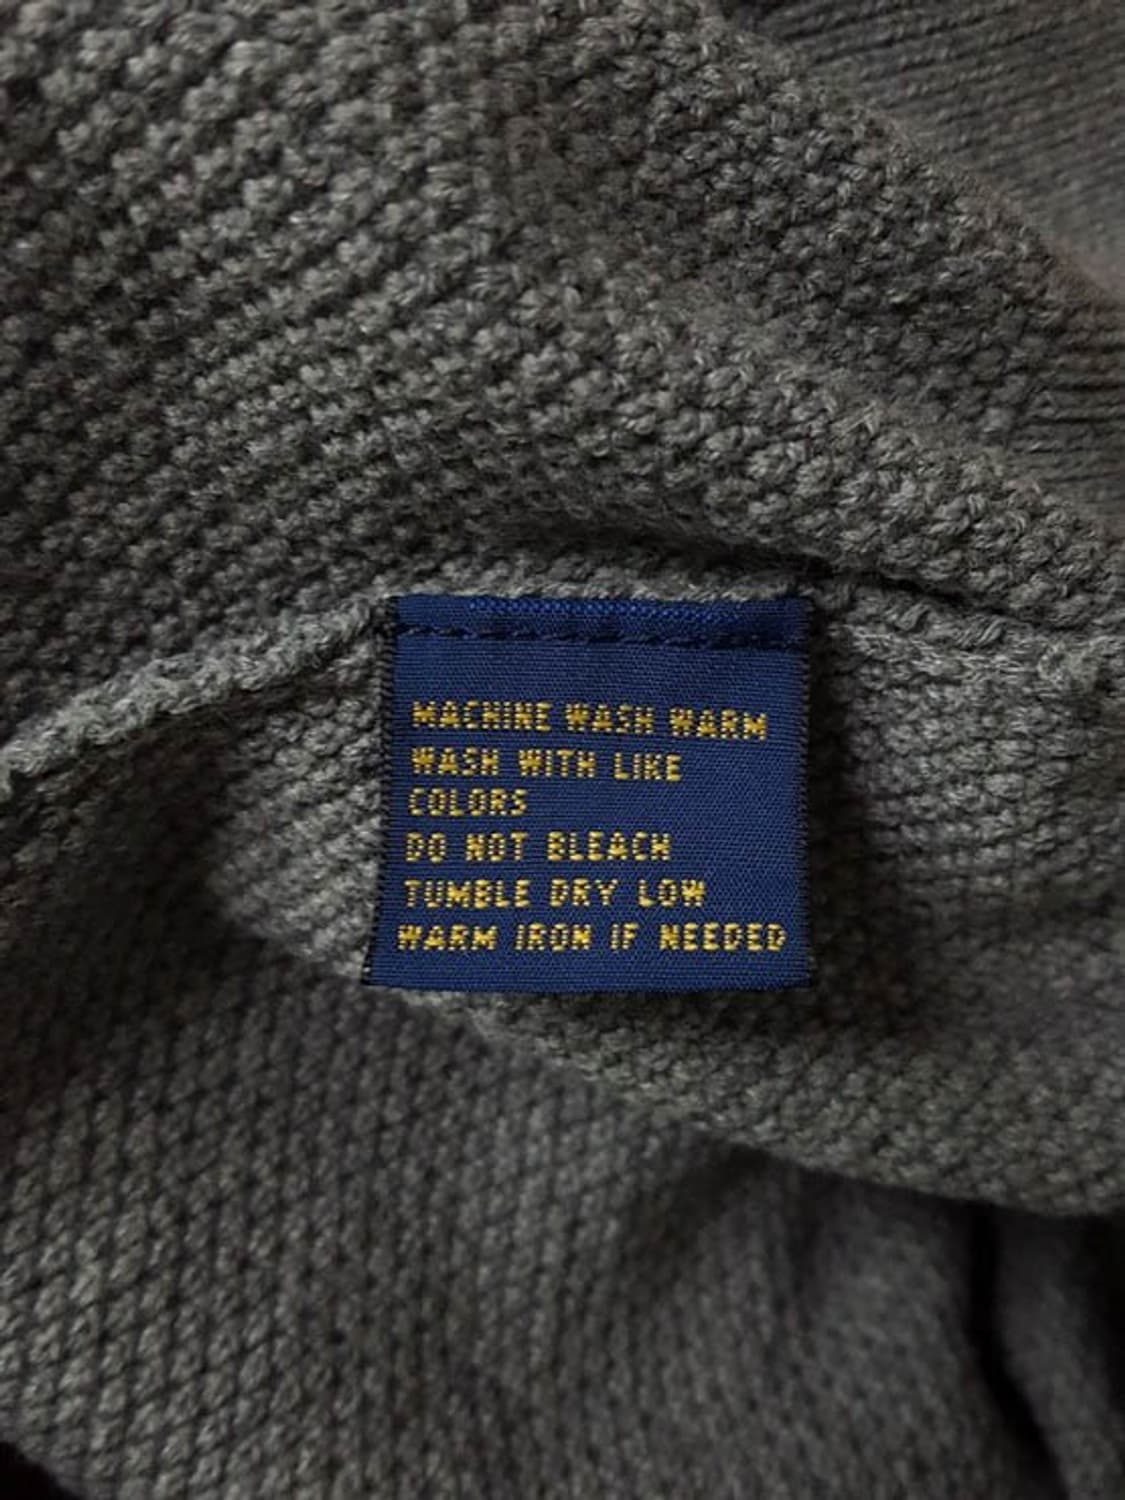 MACHINE WASH WARM
WASH WITH LIKE
COLORS
DO NOT BLEACH
TUMBLE DRY LOW
WARM IRON IF NEEDED